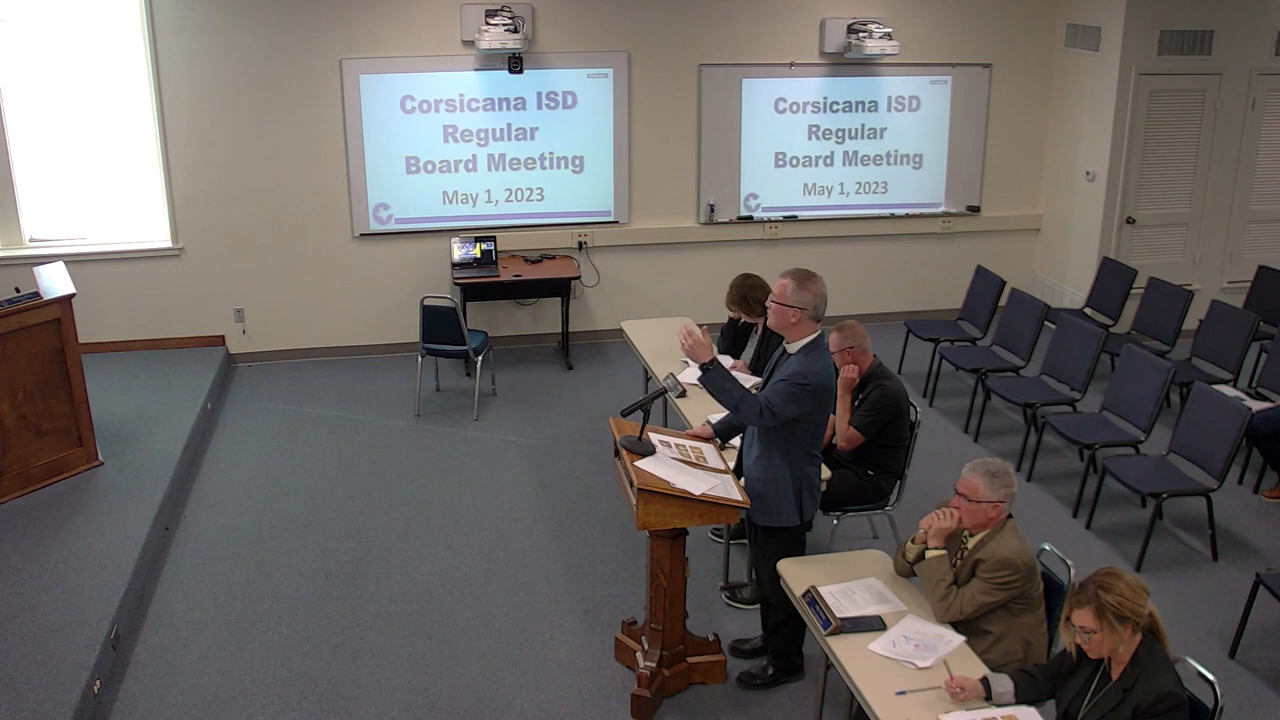 Corsicana ISD
Regular
Board Meeting
May 1, 2023
Corsicana ISD
Regular
Board Meeting
May 1, 2023